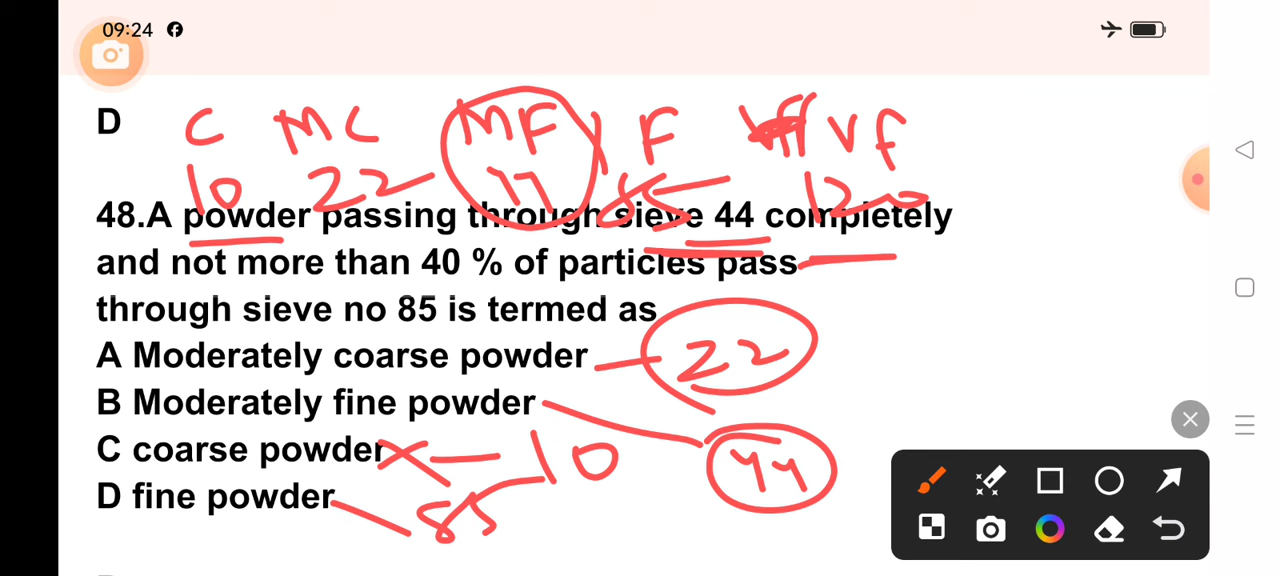 09:24
D C MC MF F VF
10 22 44 85 120
48.A powder passing through sieve 44 completely
and not more than 40 % of particles pass
through sieve no 85 is termed as
A Moderately coarse powder 22
B Moderately fine powder 44
C coarse powder 10
D fine powder 85